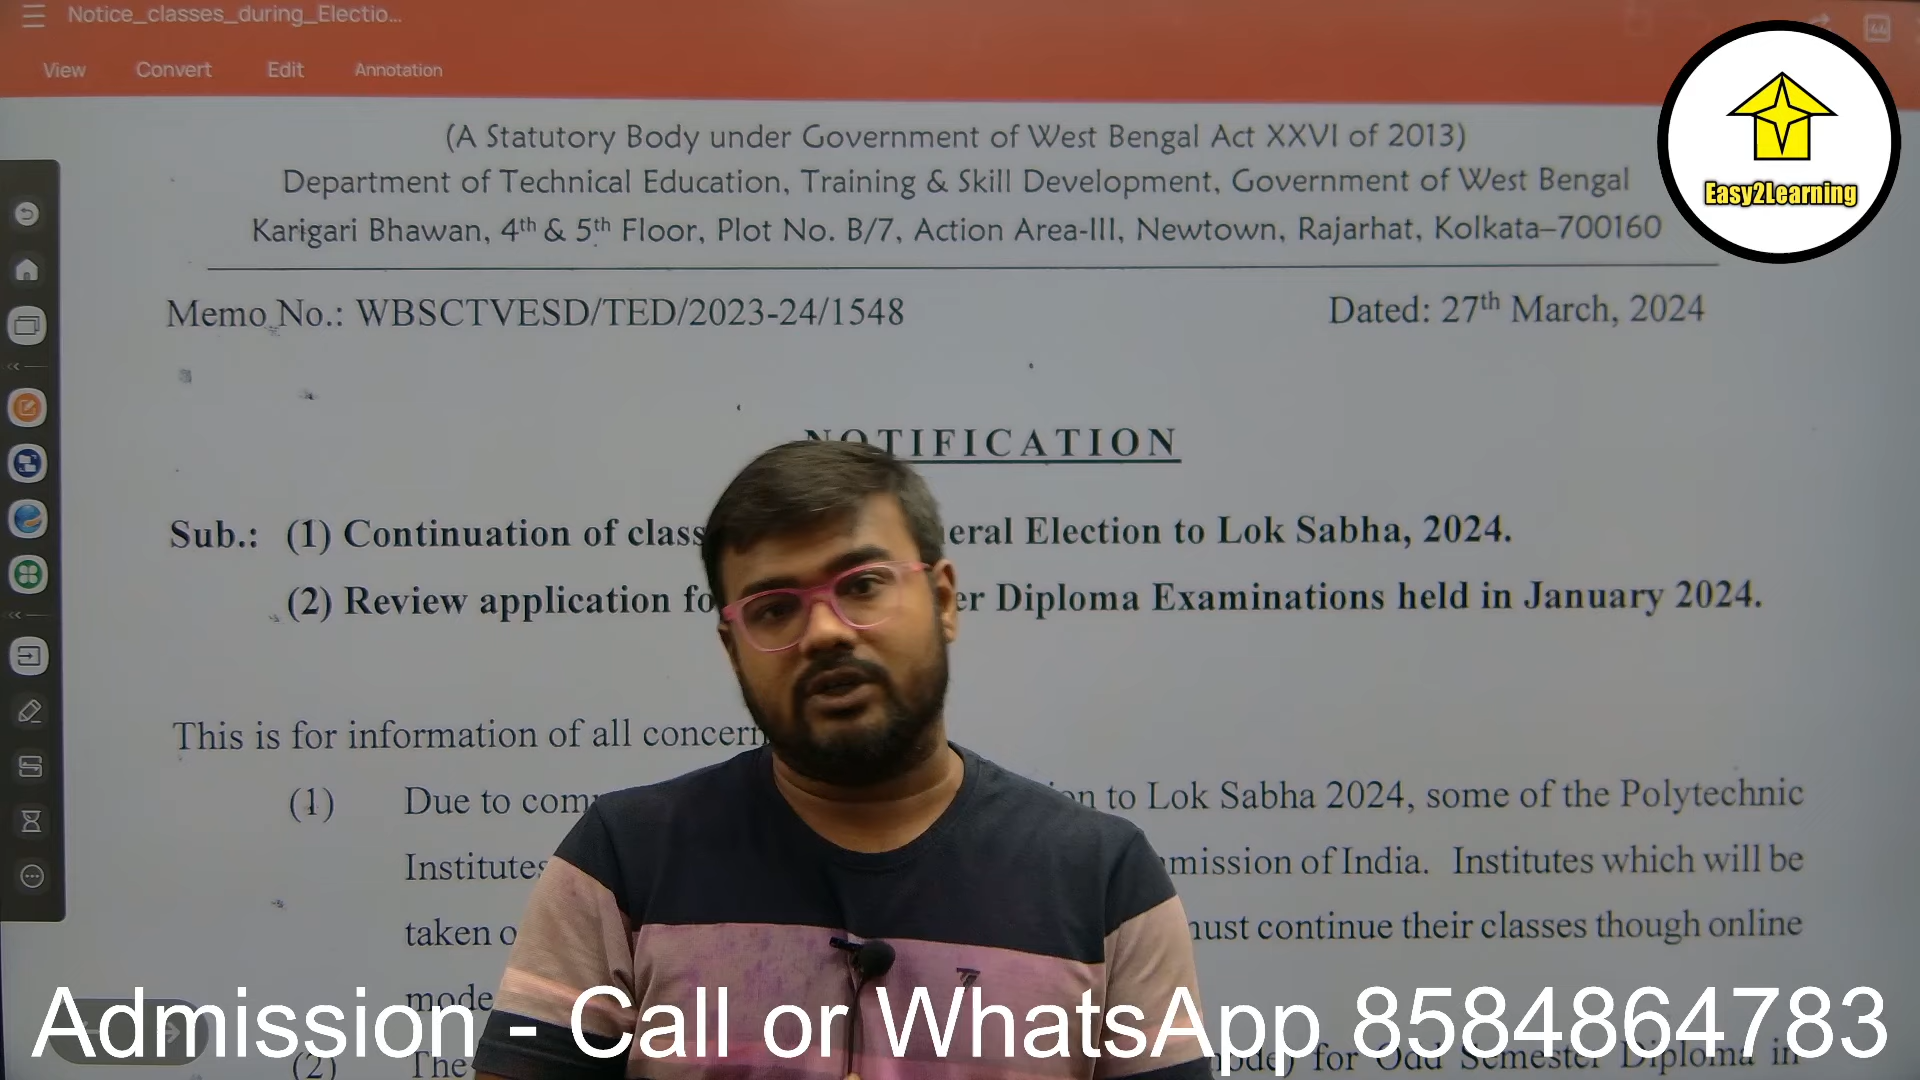 Notice_classes_during_Electio...
View Convert Edit Annotation
Easy2Learning
(A Statutory Body under Government of West Bengal Act XXVI of 2013)
Department of Technical Education, Training & Skill Development, Government of West Bengal
Karigari Bhawan, 4th & 5th Floor, Plot No. B/7, Action Area-III, Newtown, Rajarhat, Kolkata–700160
Memo No.: WBSCTVESD/TED/2023-24/1548 Dated: 27th March, 2024
NOTIFICATION
Sub.: (1) Continuation of class eral Election to Lok Sabha, 2024.
(2) Review application fo er Diploma Examinations held in January 2024.
This is for information of all concern
(1) Due to com on to Lok Sabha 2024, some of the Polytechnic
Institutes mission of India. Institutes which will be
taken o must continue their classes though online
mode
(2) The mode) for Odd Semester Diploma in
Admission - Call or WhatsApp 8584864783